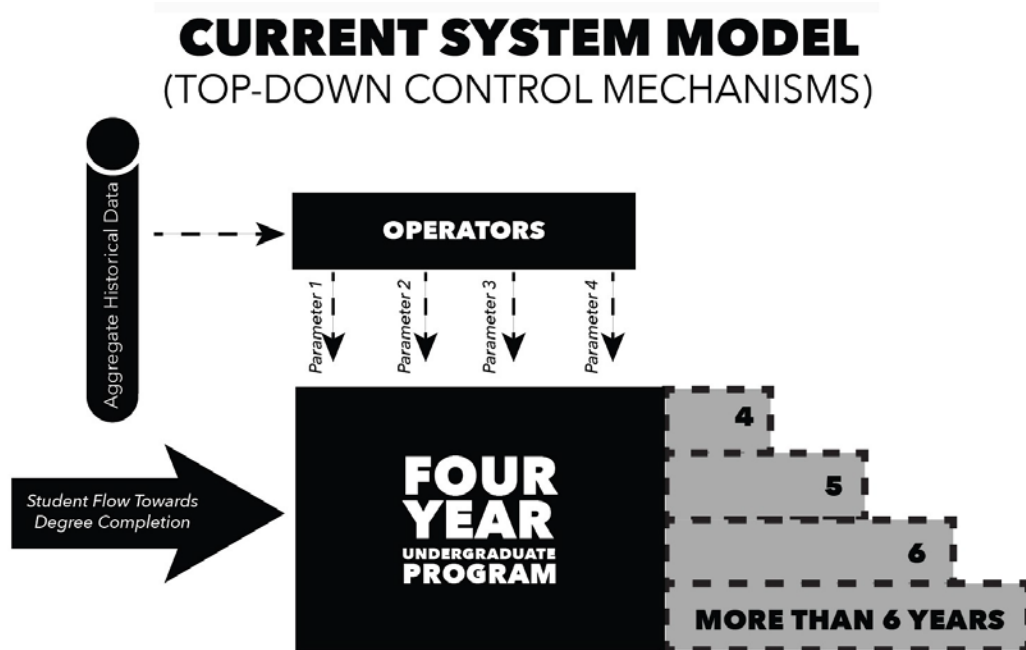 CURRENT SYSTEM MODEL
(TOP-DOWN CONTROL MECHANISMS)
Aggregate Historical Data
OPERATORS
Parameter 1
Parameter 2
Parameter 3
Parameter 4
Student Flow Towards
Degree Completion
FOUR
YEAR
UNDERGRADUATE
PROGRAM
4
5
6
MORE THAN 6 YEARS